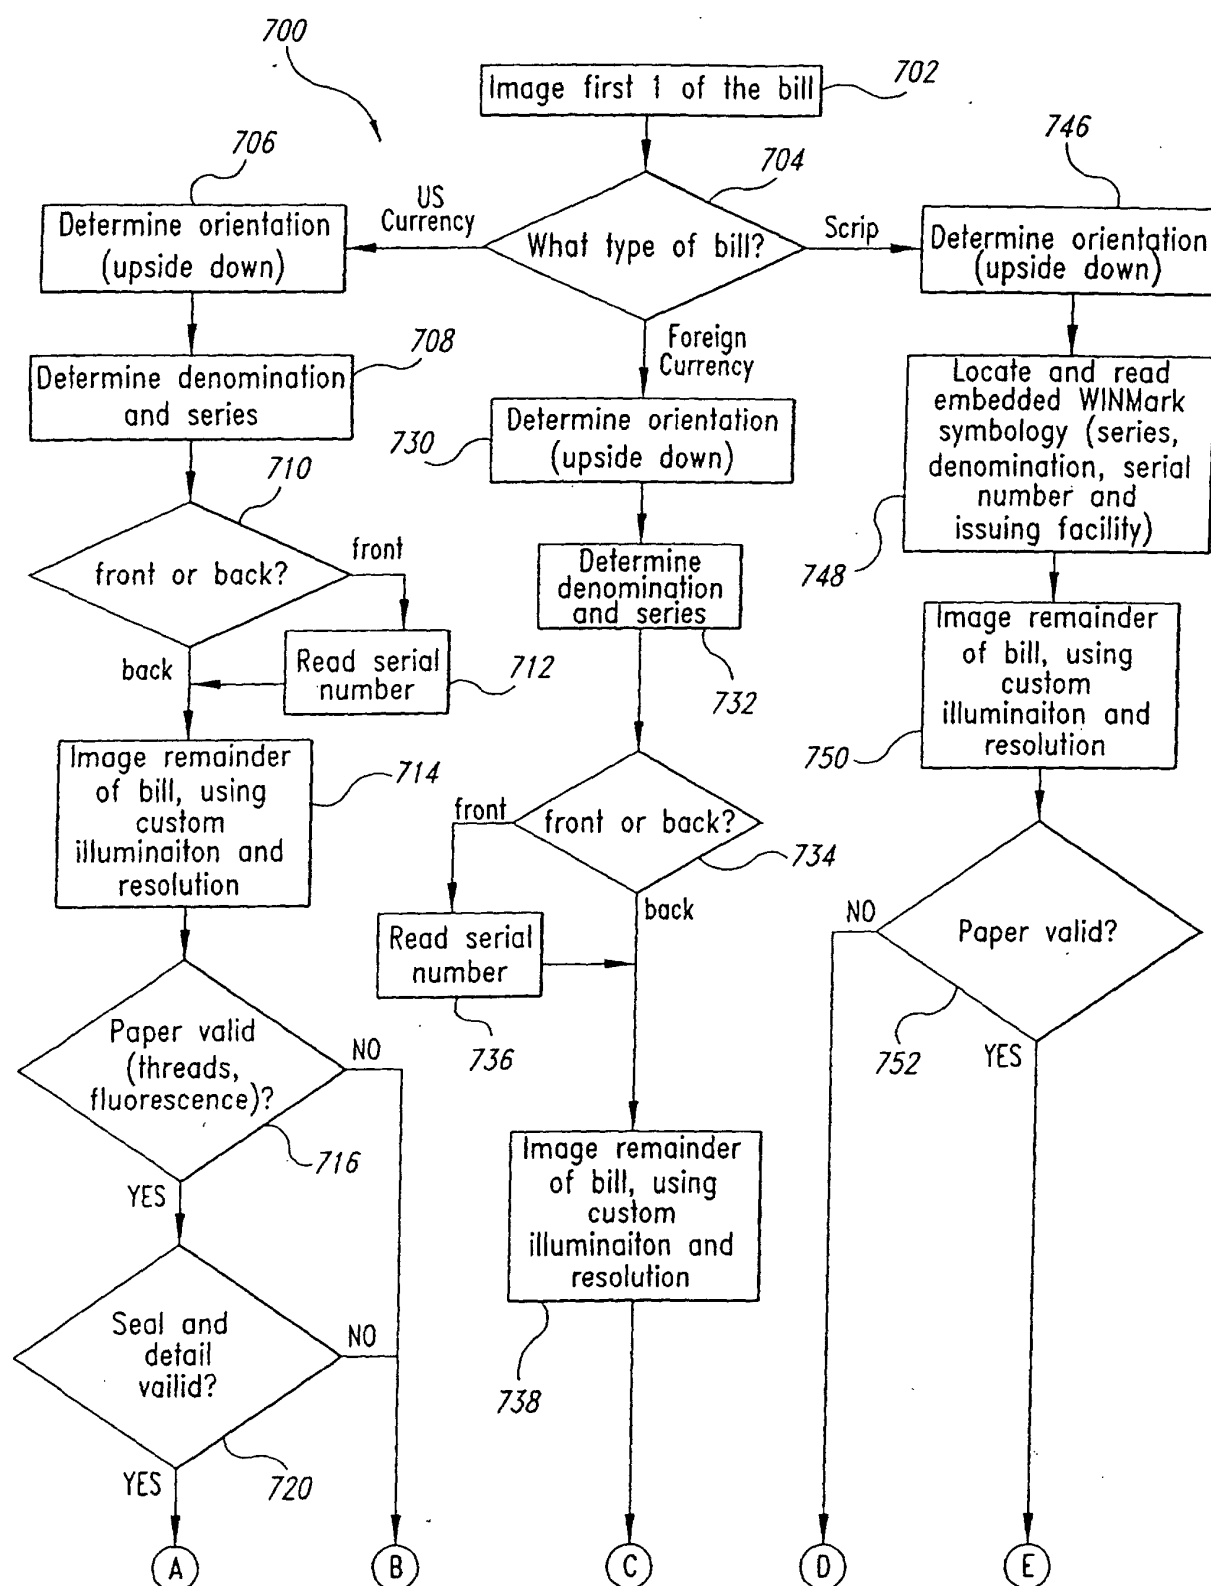 700
Image first 1 of the bill
702
704
What type of bill?
US
Currency
Scrip
Foreign
Currency
706
Determine orientation
(upside down)
708
Determine denomination
and series
710
front or back?
front
back
Read serial
number
712
Image remainder
of bill, using
custom
illuminaiton and
resolution
714
Paper valid
(threads,
fluorescence)?
NO
716
YES
Seal and
detail
vailid?
NO
720
YES
A
B
730
Determine orientation
(upside down)
Determine
denomination
and series
732
front or back?
front
734
back
Read serial
number
736
Image remainder
of bill, using
custom
illuminaiton and
resolution
738
C
746
Determine orientation
(upside down)
Locate and read
embedded WINMark
symbology (series,
denomination, serial
number and
issuing facility)
748
Image remainder
of bill, using
custom
illuminaiton and
resolution
750
Paper valid?
NO
752
YES
D
E